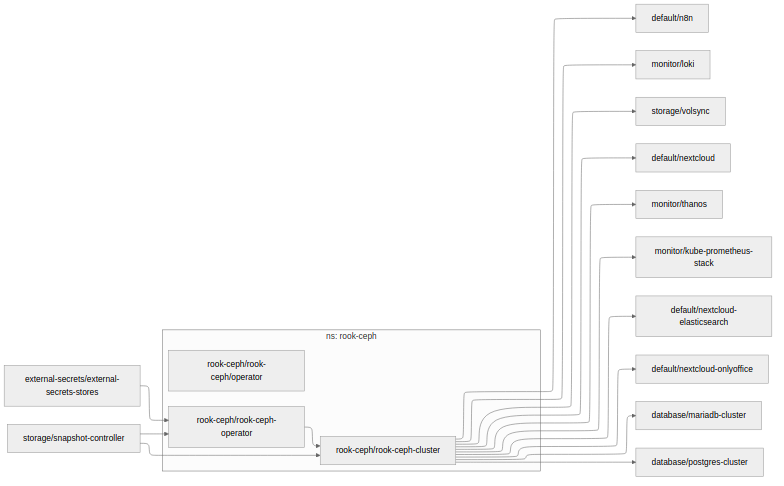 default/n8n
monitor/loki
storage/volsync
default/nextcloud
monitor/thanos
monitor/kube-prometheus-
stack
default/nextcloud-
elasticsearch
ns: rook-ceph
rook-ceph/rook-
ceph/operator
external-secrets/external-
secrets-stores
default/nextcloud-onlyoffice
rook-ceph/rook-ceph-
operator
storage/snapshot-controller
rook-ceph/rook-ceph-cluster
database/mariadb-cluster
database/postgres-cluster